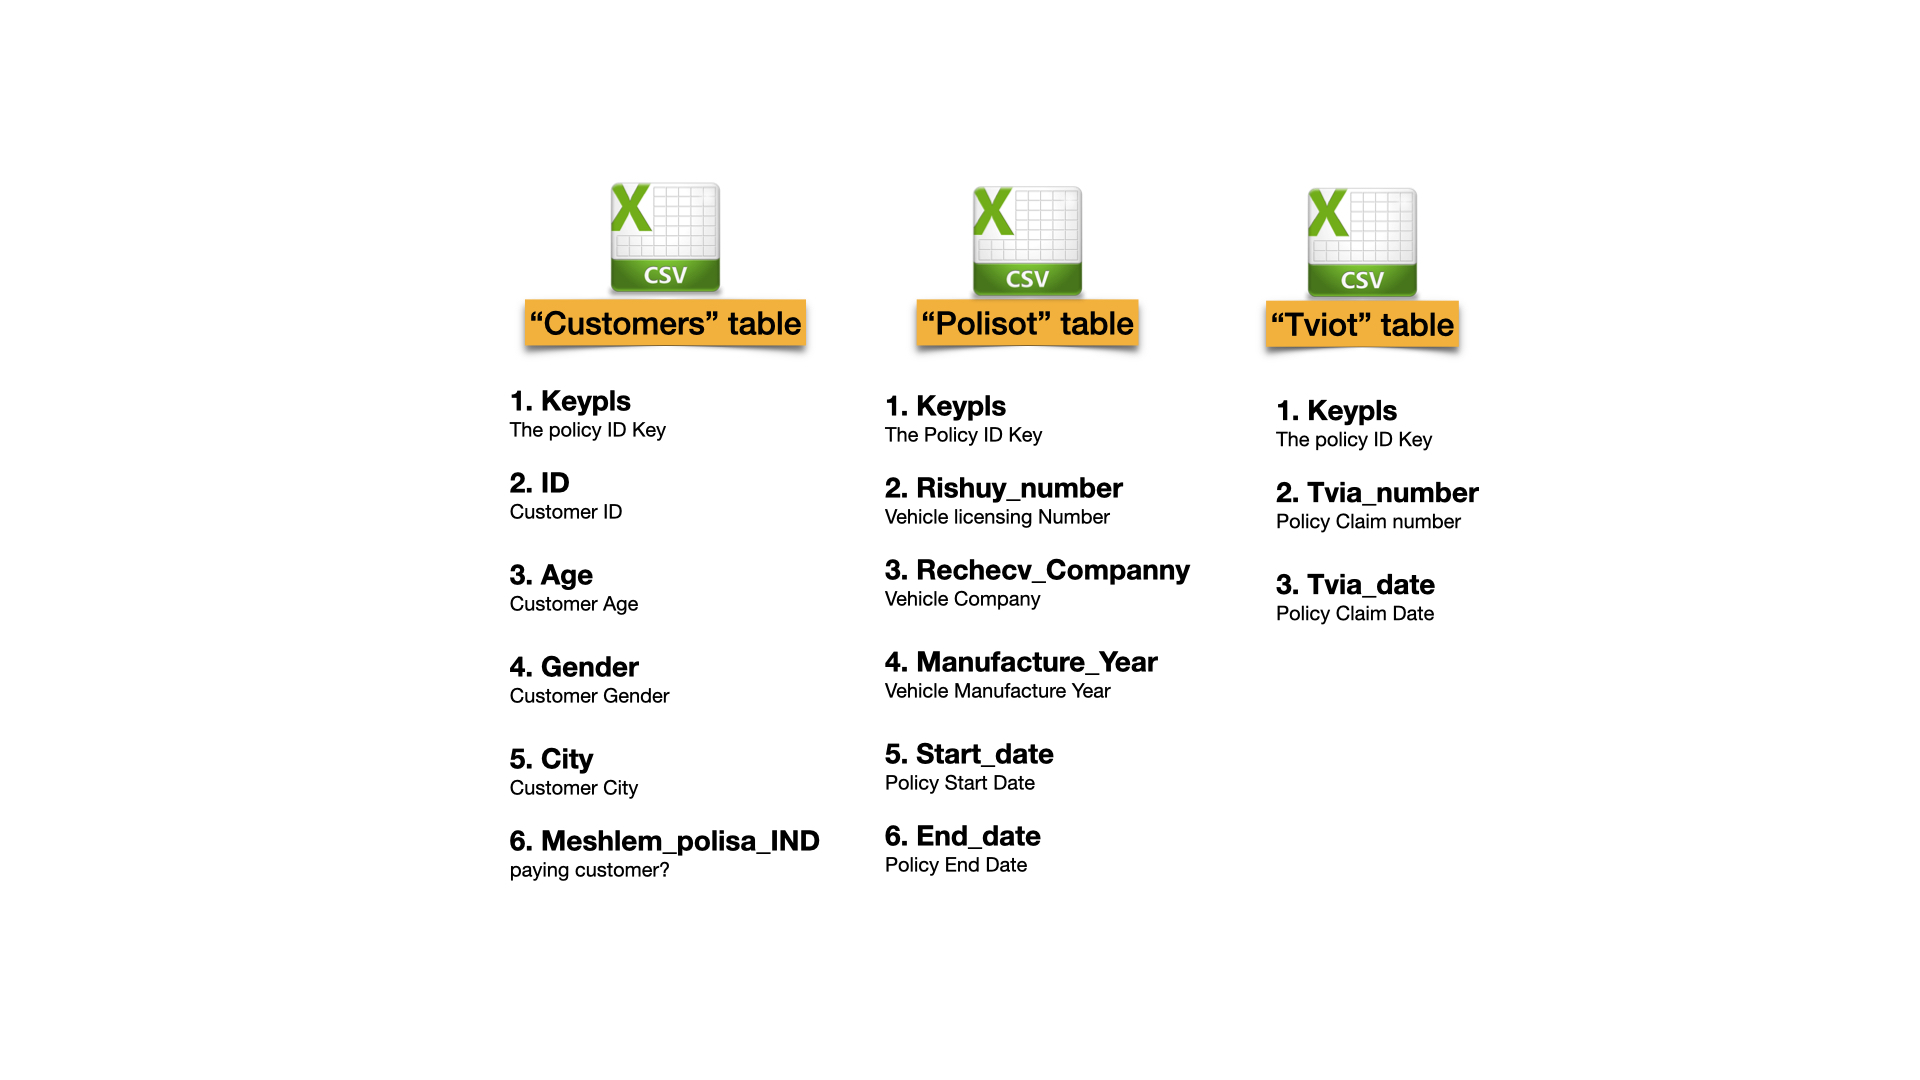 CSV
“Customers” table
1. Keypls
The policy ID Key
2. ID
Customer ID
3. Age
Customer Age
4. Gender
Customer Gender
5. City
Customer City
6. Meshlem_polisa_IND
paying customer?
CSV
“Polisot” table
1. Keypls
The Policy ID Key
2. Rishuy_number
Vehicle licensing Number
3. Rechecv_Companny
Vehicle Company
4. Manufacture_Year
Vehicle Manufacture Year
5. Start_date
Policy Start Date
6. End_date
Policy End Date
CSV
“Tviot” table
1. Keypls
The policy ID Key
2. Tvia_number
Policy Claim number
3. Tvia_date
Policy Claim Date